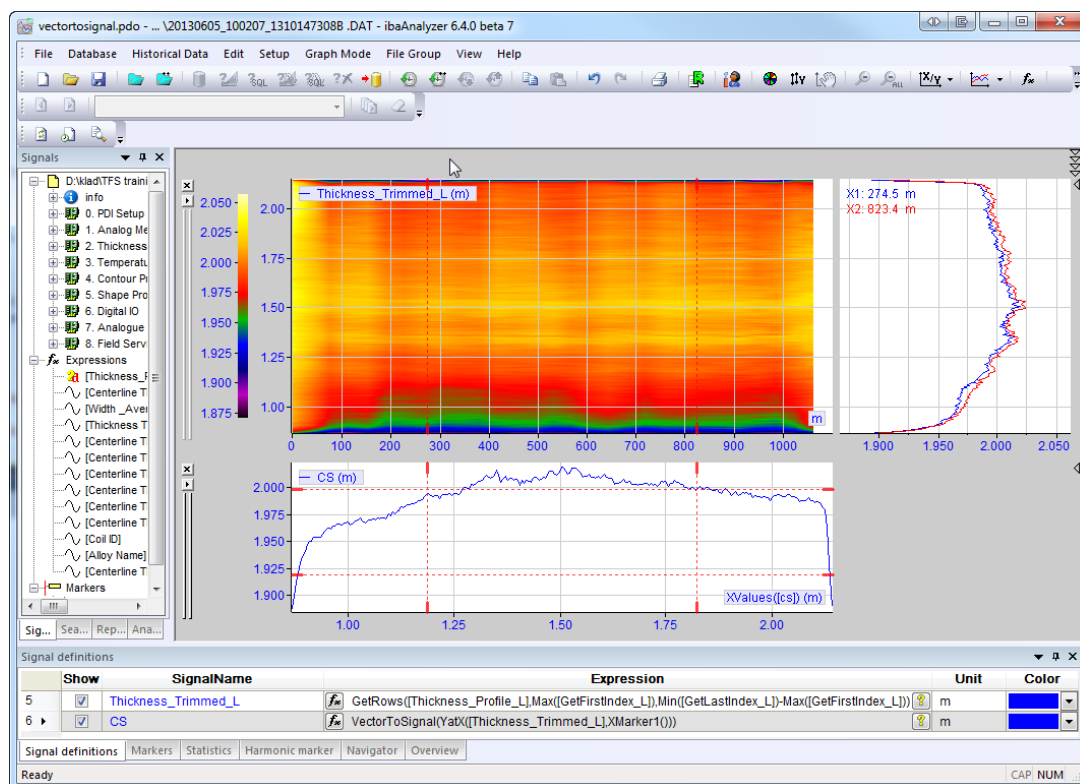 vectortosignal.pdo - ... \20130605_100207_1310147308B .DAT - ibaAnalyzer 6.4.0 beta 7
File Database Historical Data Edit Setup Graph Mode File Group View Help
SQL SQL SQL ALL X/Y fx
Signals
D:\klad\TFS traini
info
0. PDI Setup
1. Analog Me
2. Thickness
3. Temperatu
4. Contour Pr
5. Shape Pro
6. Digital IO
7. Analogue
8. Field Servi
fx Expressions
[Thickness_F
[Centerline T
[Width _Aver
[Thickness T
[Centerline T
[Centerline T
[Centerline T
[Centerline T
[Centerline T
[Centerline T
[Coil ID]
[Alloy Name]
[Centerline T
Markers
Sig... Sea... Rep... Ana...
Thickness_Trimmed_L (m)
2.050
2.025
2.000
1.975
1.950
1.925
1.900
1.875
2.00
1.75
1.50
1.25
1.00
m
0 100 200 300 400 500 600 700 800 900 1000
X1: 274.5 m
X2: 823.4 m
1.900 1.950 2.000 2.050
CS (m)
2.000
1.975
1.950
1.925
1.900
XValues([cs]) (m)
1.00 1.25 1.50 1.75 2.00
Signal definitions
Show SignalName Expression Unit Color
5 Thickness_Trimmed_L fx GetRows([Thickness_Profile_L],Max([GetFirstIndex_L]),Min([GetLastIndex_L])-Max([GetFirstIndex_L])) ? m
6 CS fx VectorToSignal(YatX([Thickness_Trimmed_L],XMarker1())) ? m
Signal definitions Markers Statistics Harmonic marker Navigator Overview
Ready CAP NUM